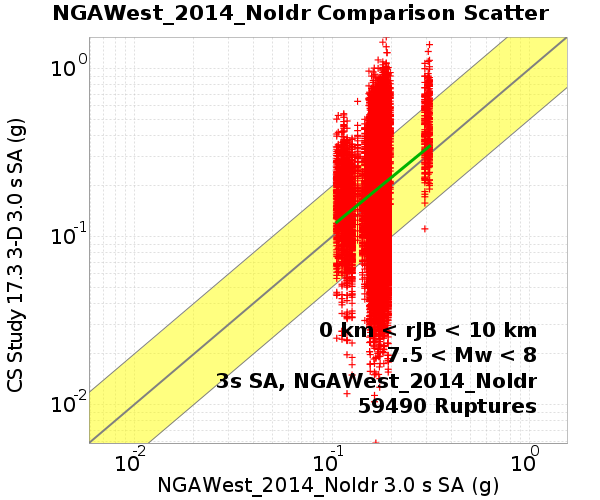 NGAWest_2014_NoIdr Comparison Scatter
CS Study 17.3 3-D 3.0 s SA (g)
10^0
10^-1
10^-2
0 km < rJB < 10 km
7.5 < Mw < 8
3s SA, NGAWest_2014_NoIdr
59490 Ruptures
10^-2 10^-1 10^0
NGAWest_2014_NoIdr 3.0 s SA (g)